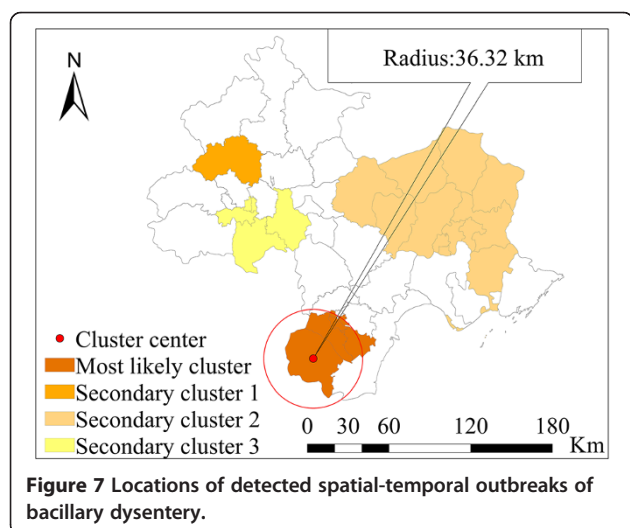 Radius:36.32 km
N
Cluster center
Most likely cluster
Secondary cluster 1
Secondary cluster 2
Secondary cluster 3
0 30 60 120 180
Km
Figure 7 Locations of detected spatial-temporal outbreaks of
bacillary dysentery.